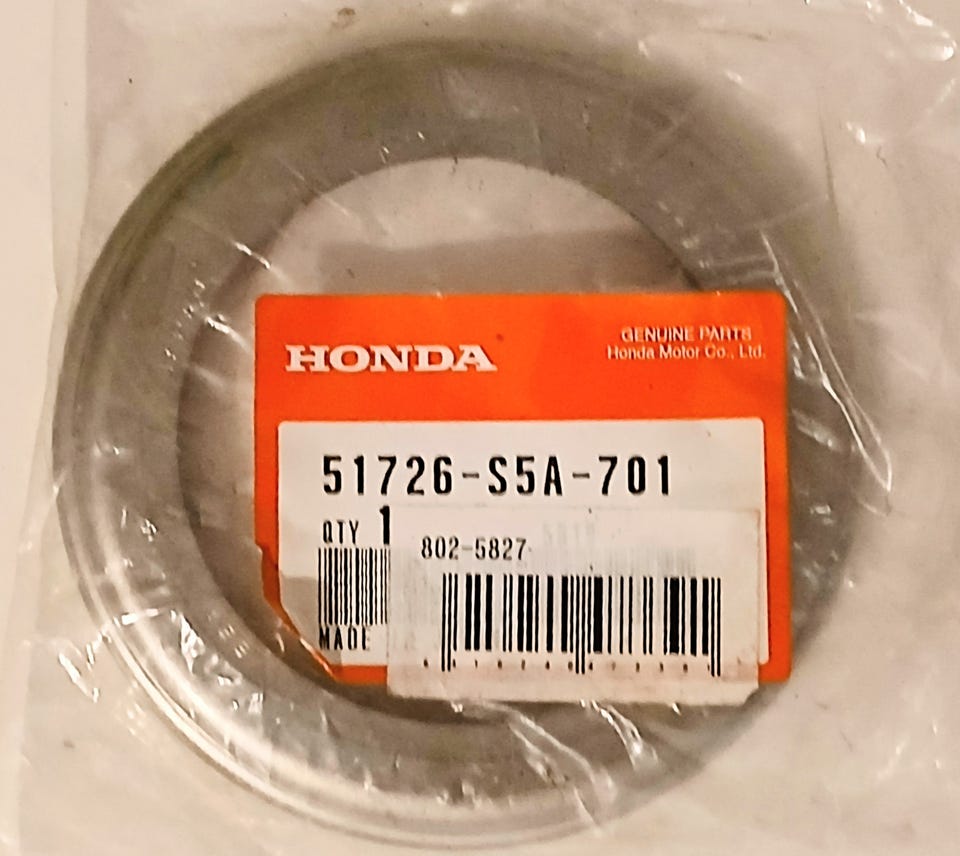 HONDA
GENUINE PARTS
Honda Motor Co., Ltd.
51726-S5A-701
QTY 1
802-5827
MADE